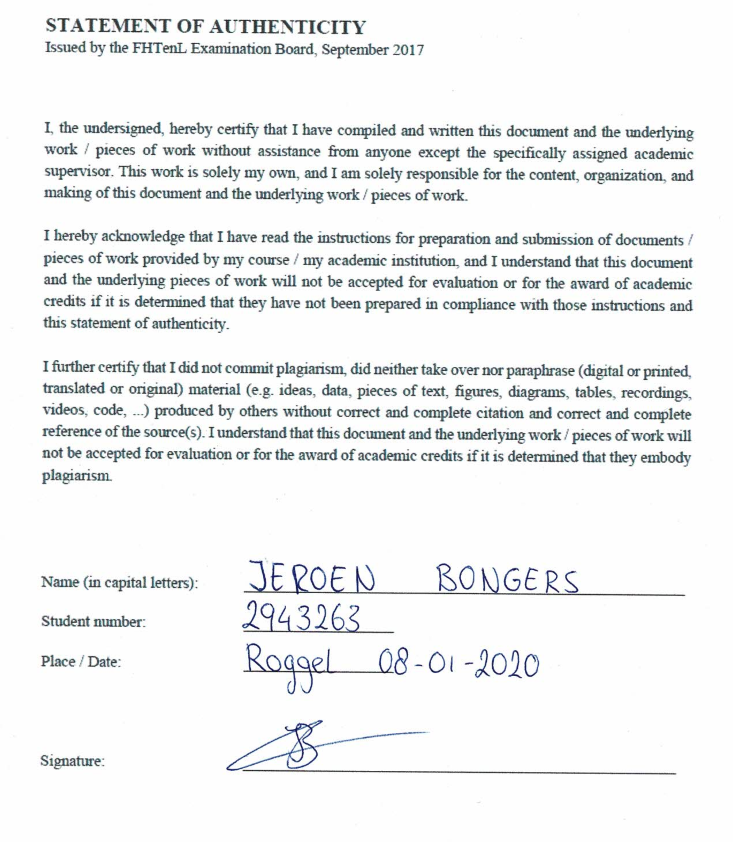 STATEMENT OF AUTHENTICITY
Issued by the FHTenL Examination Board, September 2017
I, the undersigned, hereby certify that I have compiled and written this document and the underlying
work / pieces of work without assistance from anyone except the specifically assigned academic
supervisor. This work is solely my own, and I am solely responsible for the content, organization, and
making of this document and the underlying work / pieces of work.
I hereby acknowledge that I have read the instructions for preparation and submission of documents /
pieces of work provided by my course / my academic institution, and I understand that this document
and the underlying pieces of work will not be accepted for evaluation or for the award of academic
credits if it is determined that they have not been prepared in compliance with those instructions and
this statement of authenticity.
I further certify that I did not commit plagiarism, did neither take over nor paraphrase (digital or printed,
translated or original) material (e.g. ideas, data, pieces of text, figures, diagrams, tables, recordings,
videos, code, ...) produced by others without correct and complete citation and correct and complete
reference of the source(s). I understand that this document and the underlying work / pieces of work will
not be accepted for evaluation or for the award of academic credits if it is determined that they embody
plagiarism.
Name (in capital letters): JEROEN BONGERS
Student number: 2943263
Place / Date: Roggel 08-01-2020
Signature: